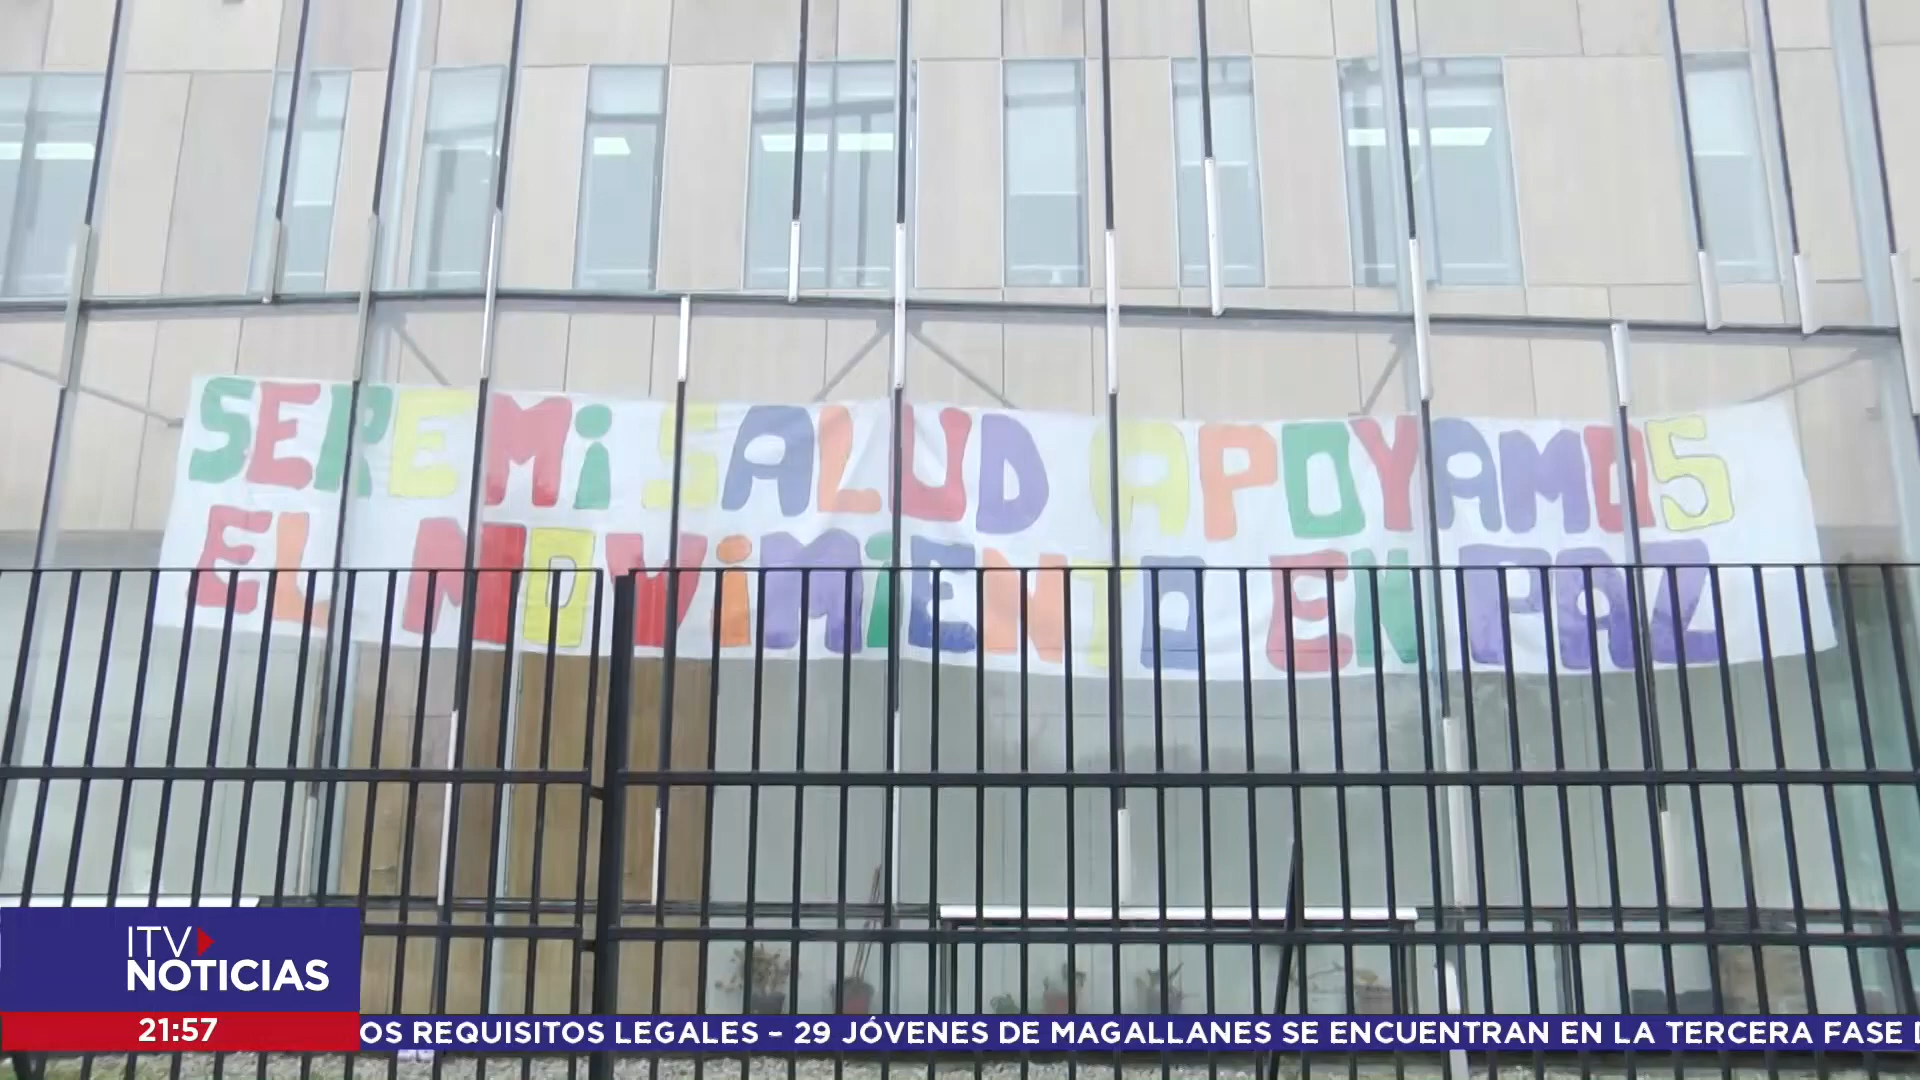 SEREMI SALUD APOYAMOS
EL MOVIMIENTO EN PAZ
ITV
NOTICIAS
21:57
OS REQUISITOS LEGALES – 29 JÓVENES DE MAGALLANES SE ENCUENTRAN EN LA TERCERA FASE D